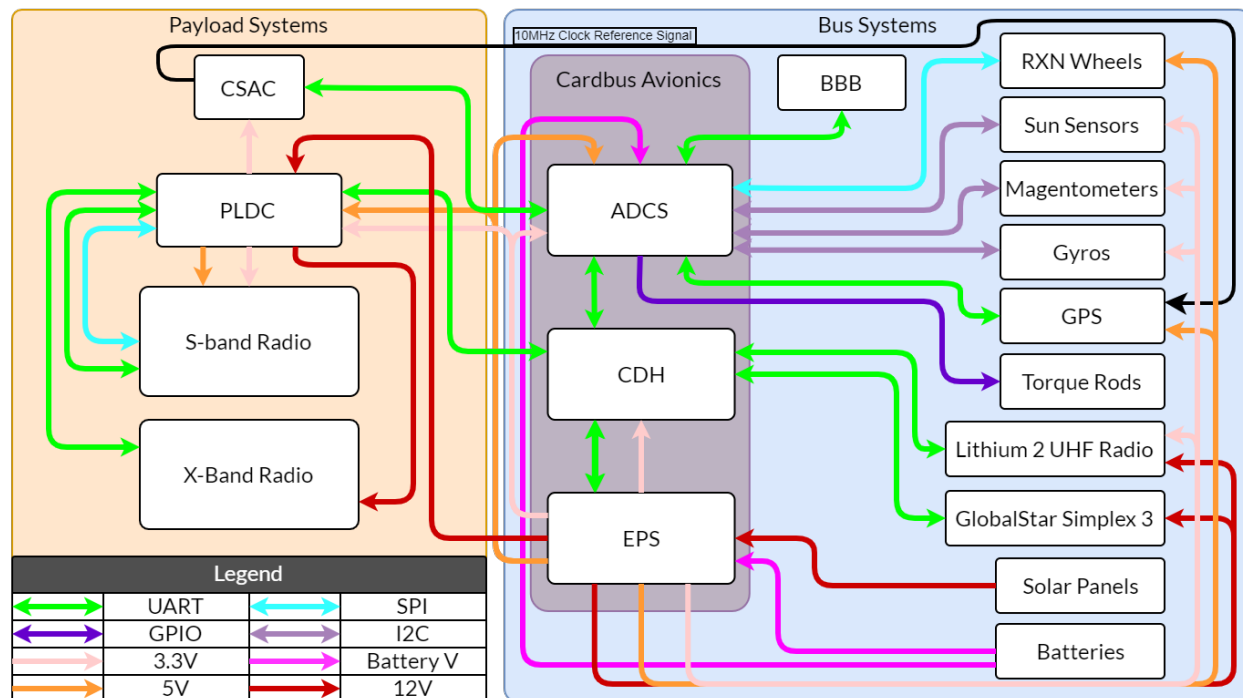 Payload Systems
Bus Systems
10MHz Clock Reference Signal
CSAC
Cardbus Avionics
BBB
RXN Wheels
Sun Sensors
PLDC
ADCS
Magentometers
Gyros
GPS
S-band Radio
CDH
Torque Rods
X-Band Radio
Lithium 2 UHF Radio
EPS
GlobalStar Simplex 3
Solar Panels
Batteries
Legend
UART
SPI
GPIO
I2C
3.3V
Battery V
5V
12V